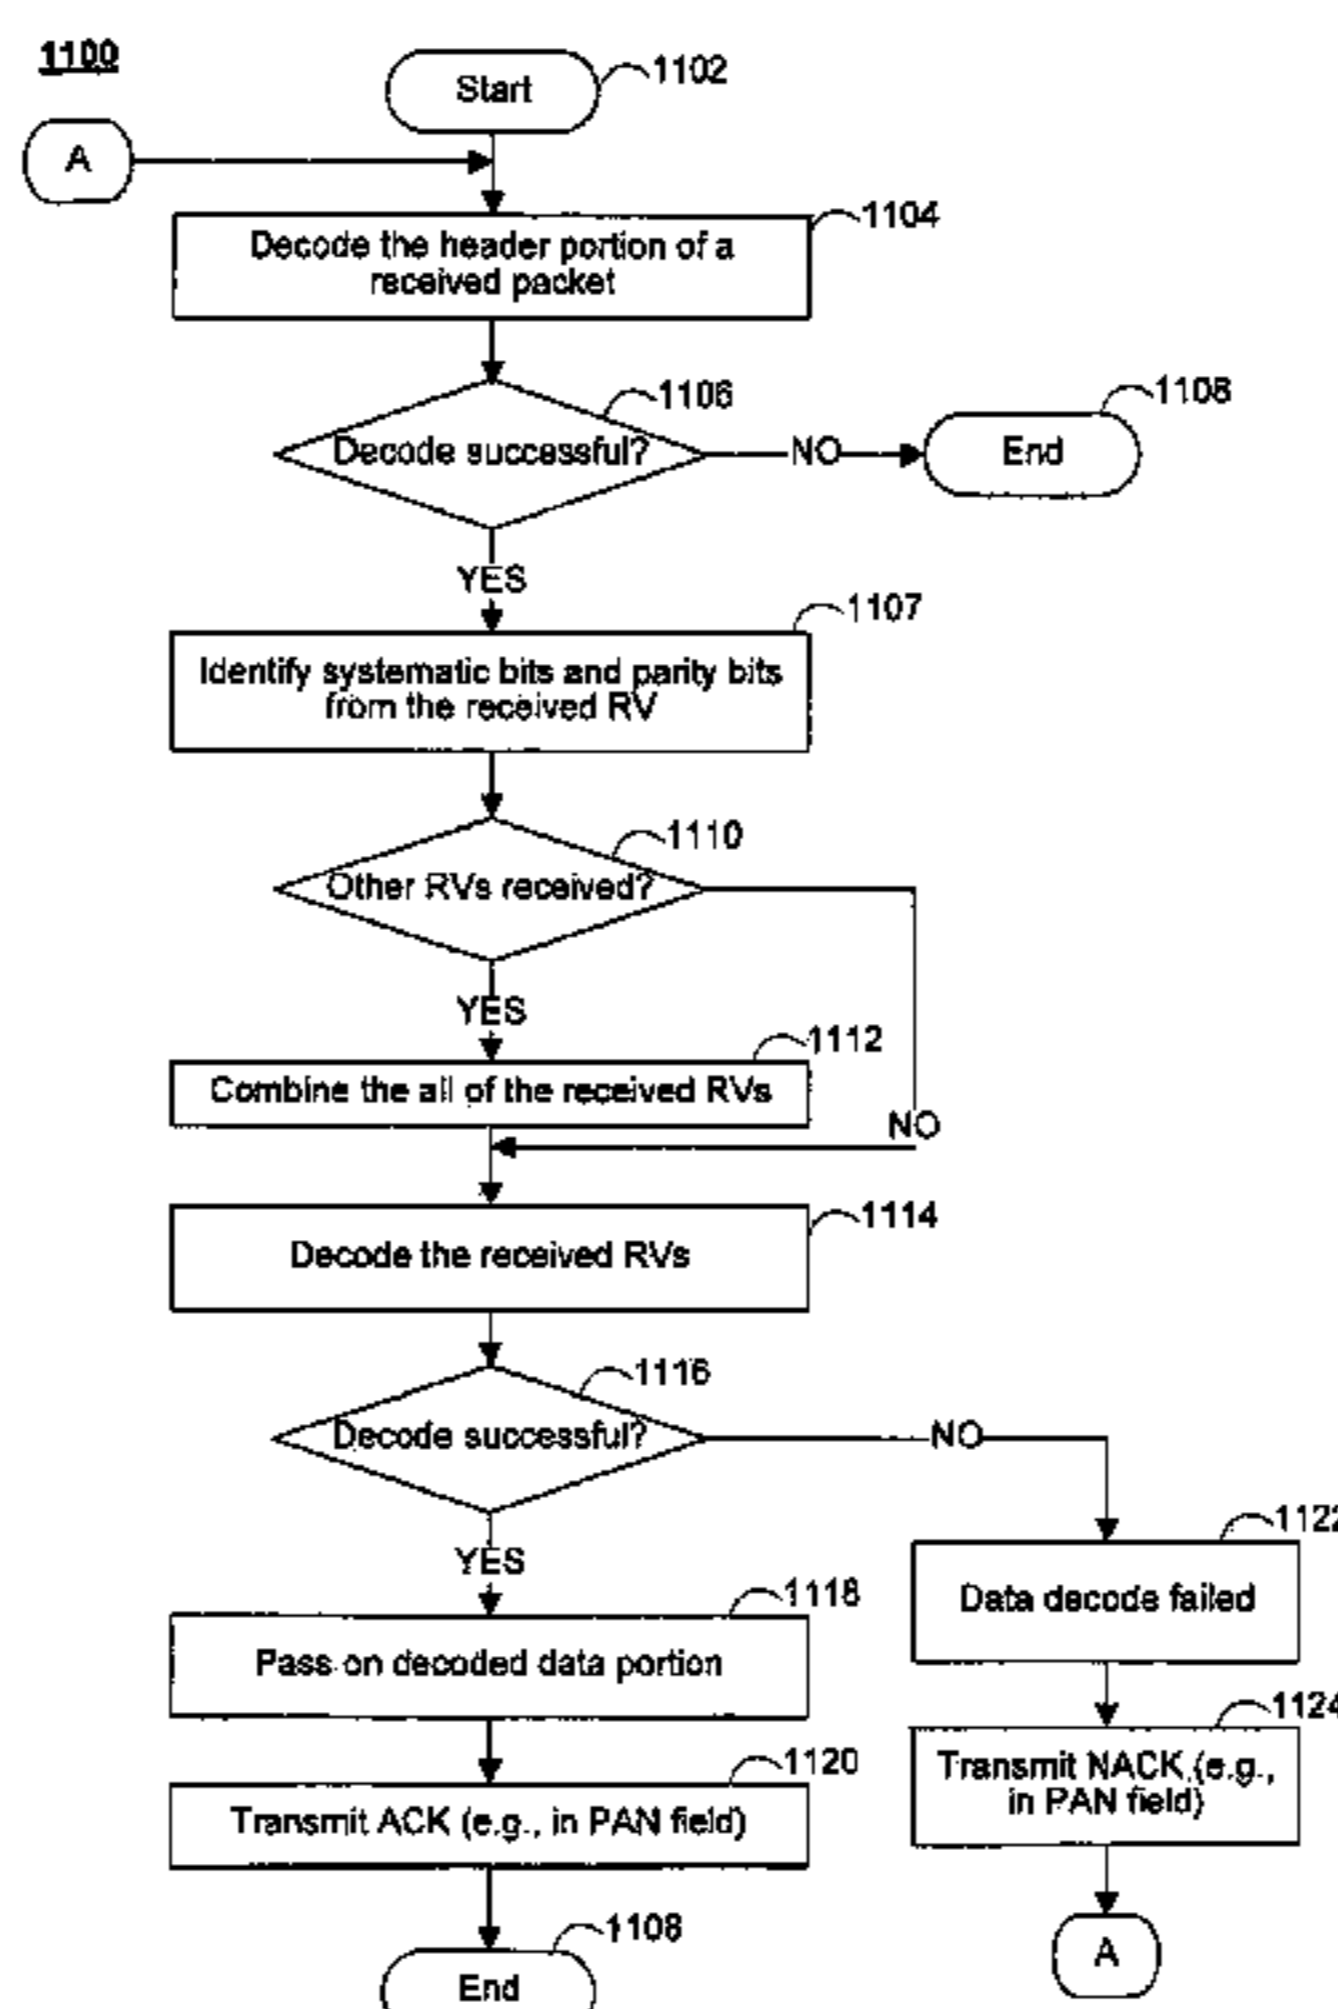 1100
Start
1102
A
1104
Decode the header portion of a
received packet
1106
Decode successful?
NO
1108
End
YES
1107
Identify systematic bits and parity bits
from the received RV
1110
Other RVs received?
YES
1112
Combine the all of the received RVs
NO
1114
Decode the received RVs
1116
Decode successful?
NO
YES
1122
Data decode failed
1118
Pass on decoded data portion
1124
Transmit NACK (e.g.,
in PAN field)
1120
Transmit ACK (e.g., in PAN field)
1108
End
A